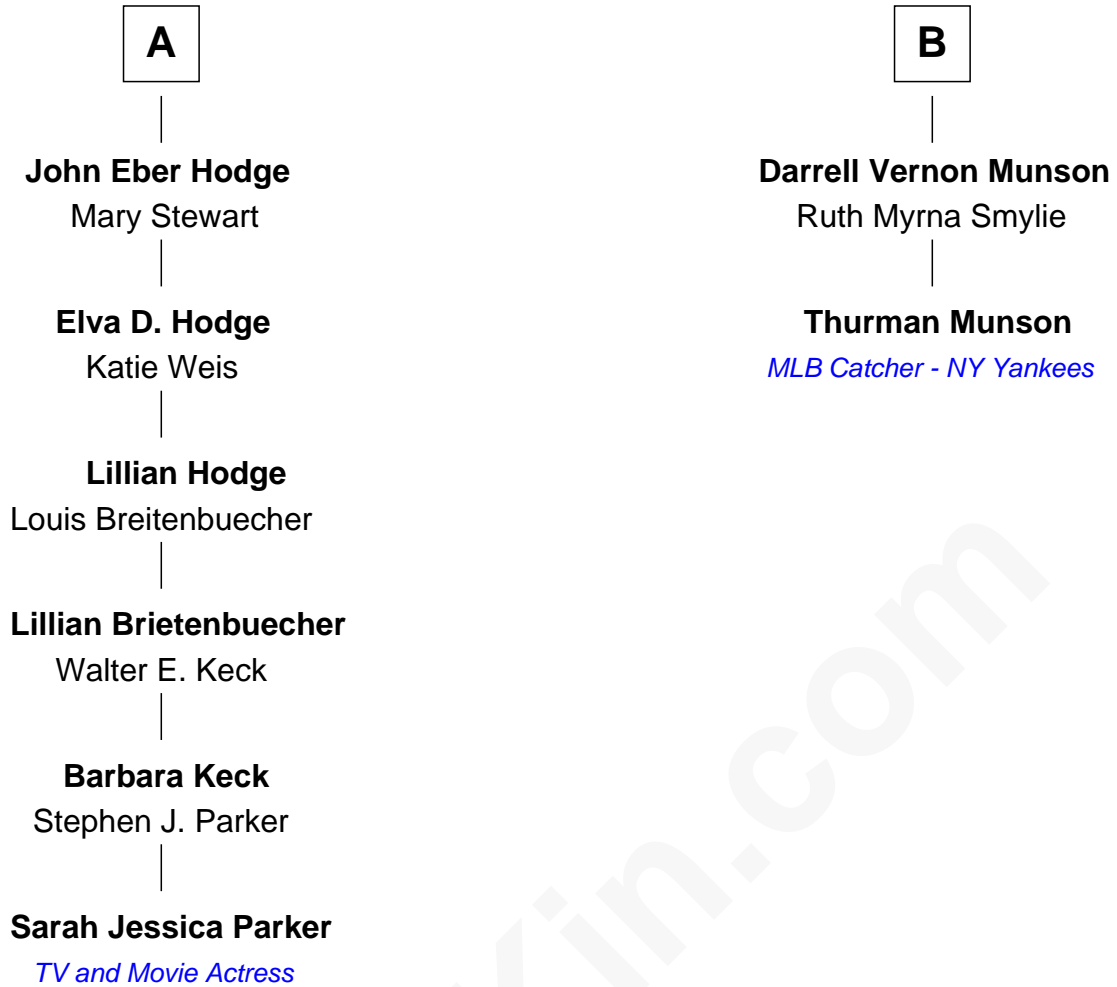 A
John Eber Hodge
Mary Stewart
Elva D. Hodge
Katie Weis
Lillian Hodge
Louis Breitenbuecher
Lillian Brietenbuecher
Walter E. Keck
Barbara Keck
Stephen J. Parker
Sarah Jessica Parker
TV and Movie Actress
B
Darrell Vernon Munson
Ruth Myrna Smylie
Thurman Munson
MLB Catcher - NY Yankees
in.com